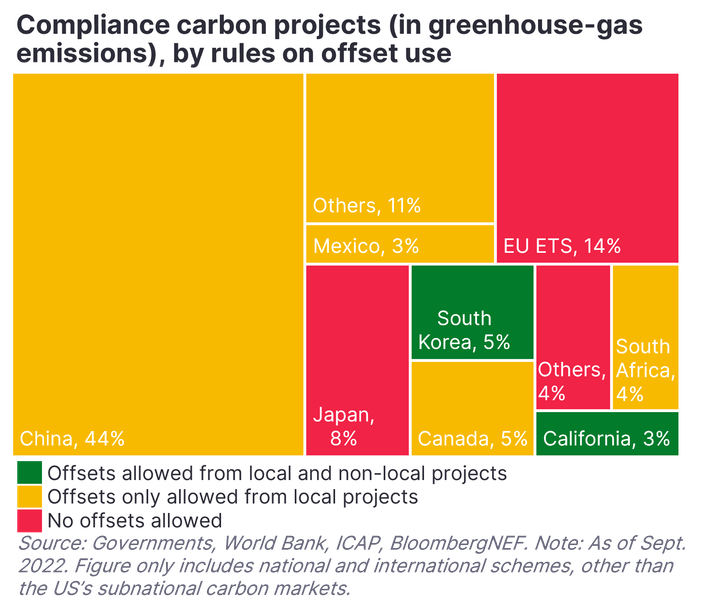 Compliance carbon projects (in greenhouse-gas
emissions), by rules on offset use
Others, 11%
Mexico, 3%
EU ETS, 14%
South
Korea, 5%
South
Others, Africa,
4% 4%
Japan,
8%
China, 44%
Canada, 5%
California, 3%
Offsets allowed from local and non-local projects
Offsets only allowed from local projects
No offsets allowed
Source: Governments, World Bank, ICAP, BloombergNEF. Note: As of Sept.
2022. Figure only includes national and international schemes, other than
the US’s subnational carbon markets.